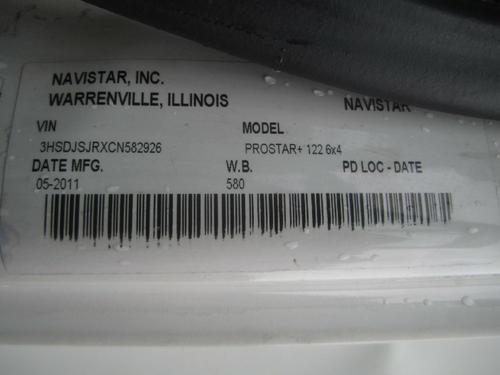 NAVISTAR, INC.
WARRENVILLE, ILLINOIS NAVISTAR
VIN MODEL
3HSDJSJRXCN582926 PROSTAR+ 122 6x4
DATE MFG. W.B. PD LOC - DATE
05-2011 580